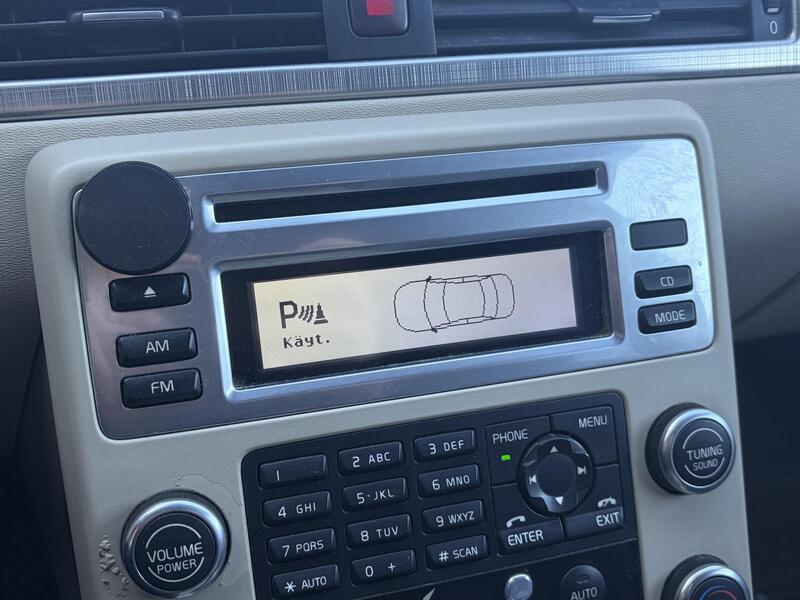 0
P
Käyt.
AM
FM
CD
MODE
1
2 ABC
3 DEF
4 GHI
5 JKL
6 MNO
7 PQRS
8 TUV
9 WXYZ
* AUTO
0 +
# SCAN
PHONE
MENU
ENTER
EXIT
VOLUME
POWER
TUNING
SOUND
AUTO